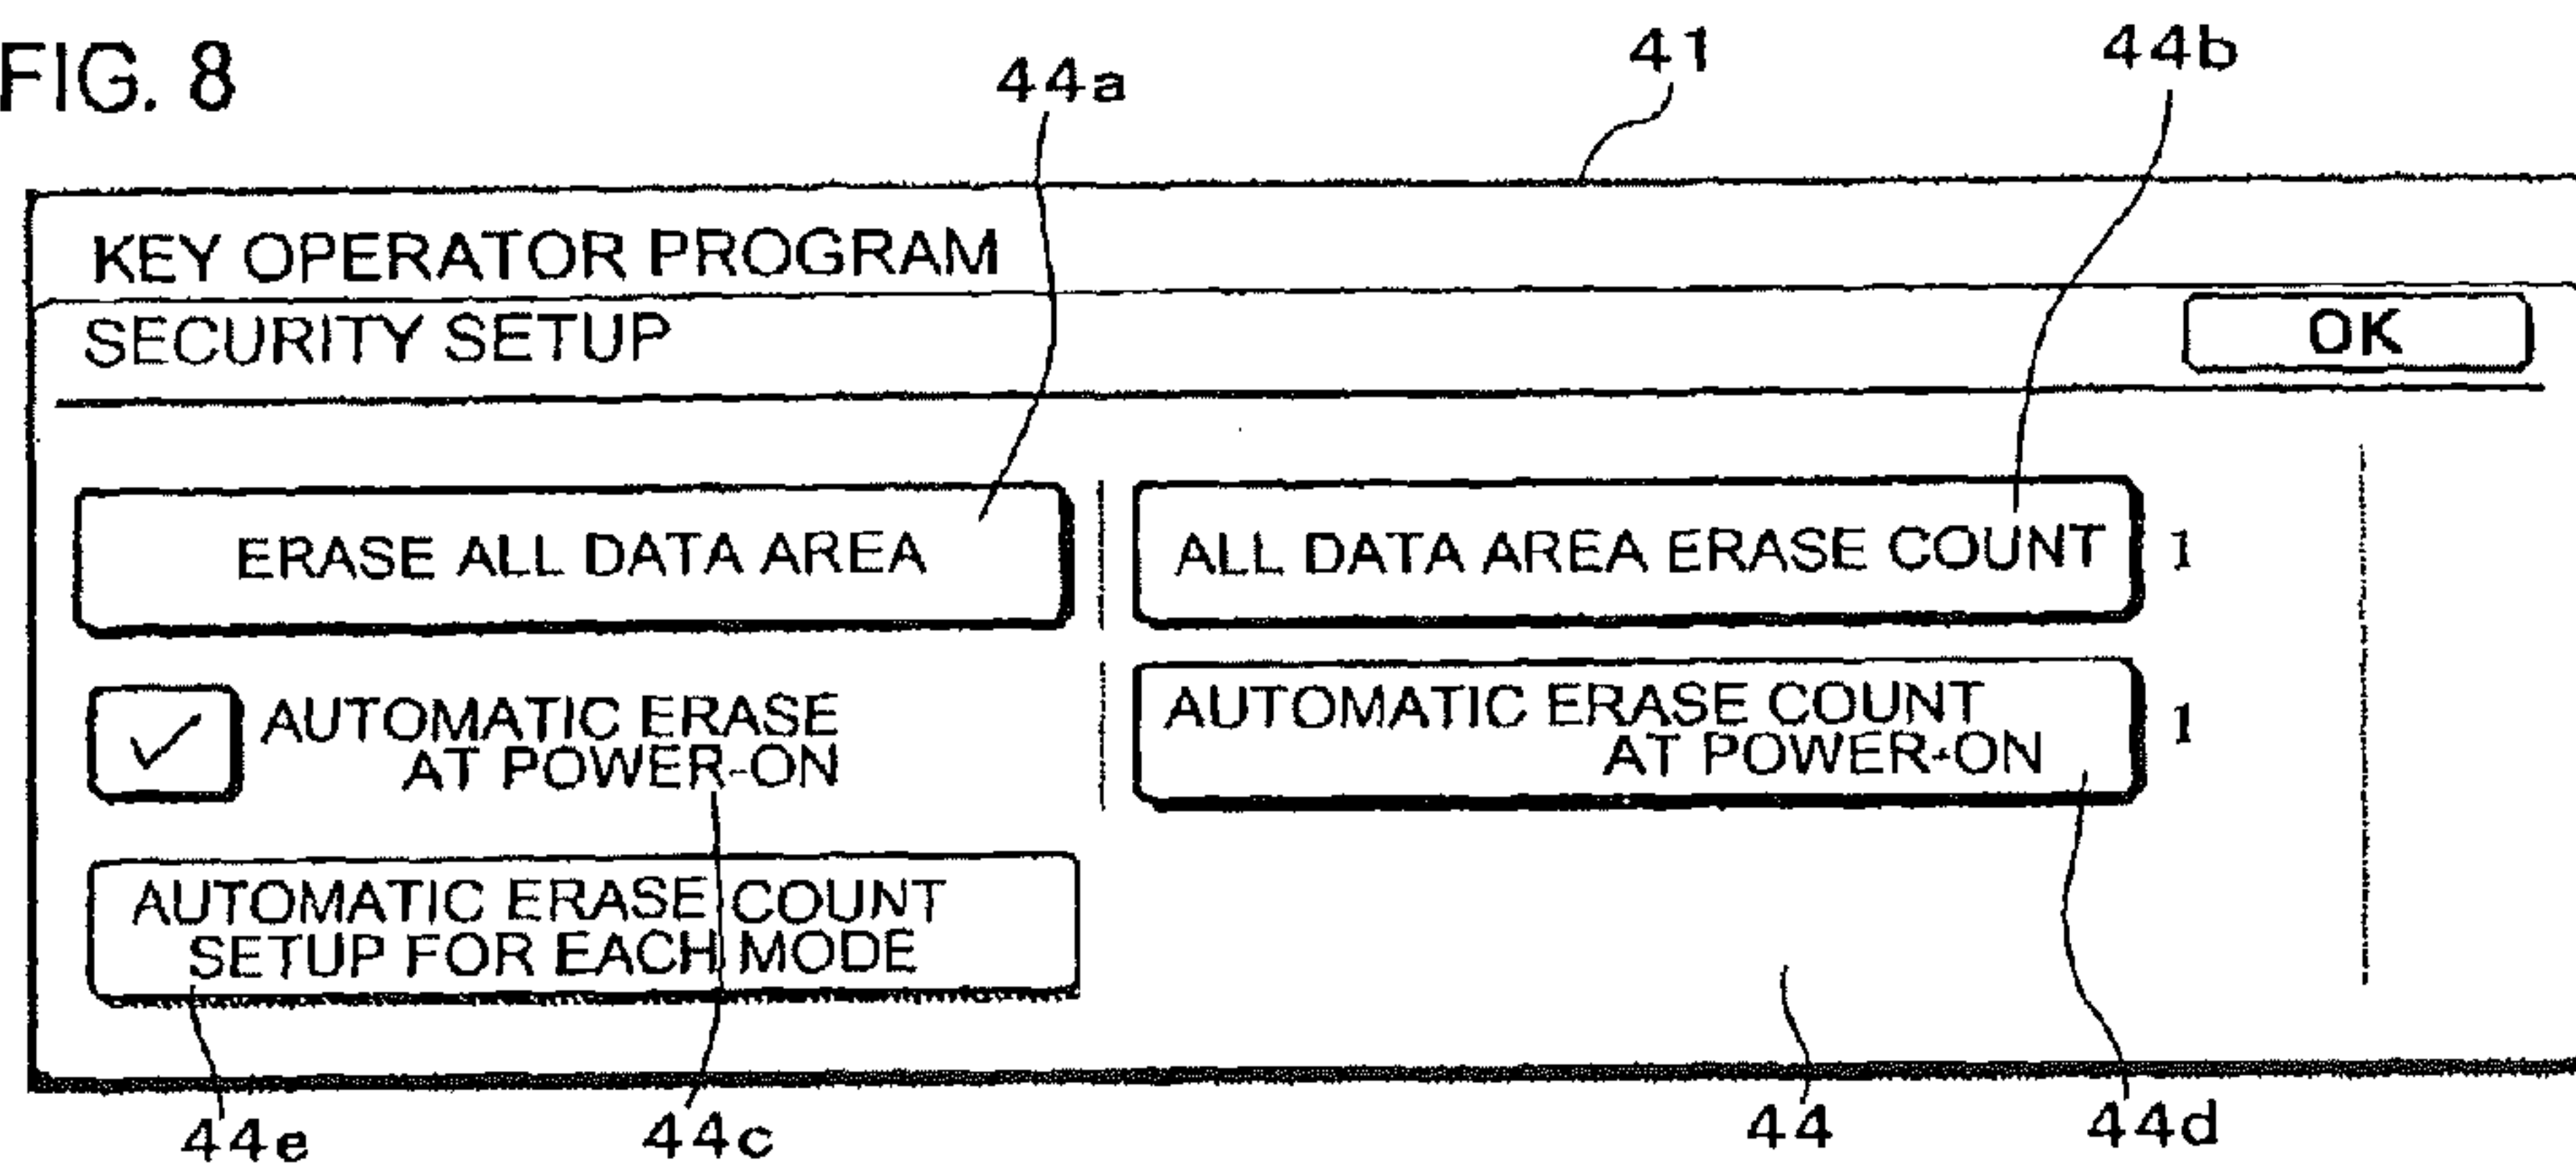 FIG. 8
44a
41
44b
KEY OPERATOR PROGRAM
SECURITY SETUP
OK
ERASE ALL DATA AREA
ALL DATA AREA ERASE COUNT
1
✓
AUTOMATIC ERASE
AT POWER-ON
AUTOMATIC ERASE COUNT
AT POWER-ON
1
AUTOMATIC ERASE COUNT
SETUP FOR EACH MODE
44e
44c
44
44d